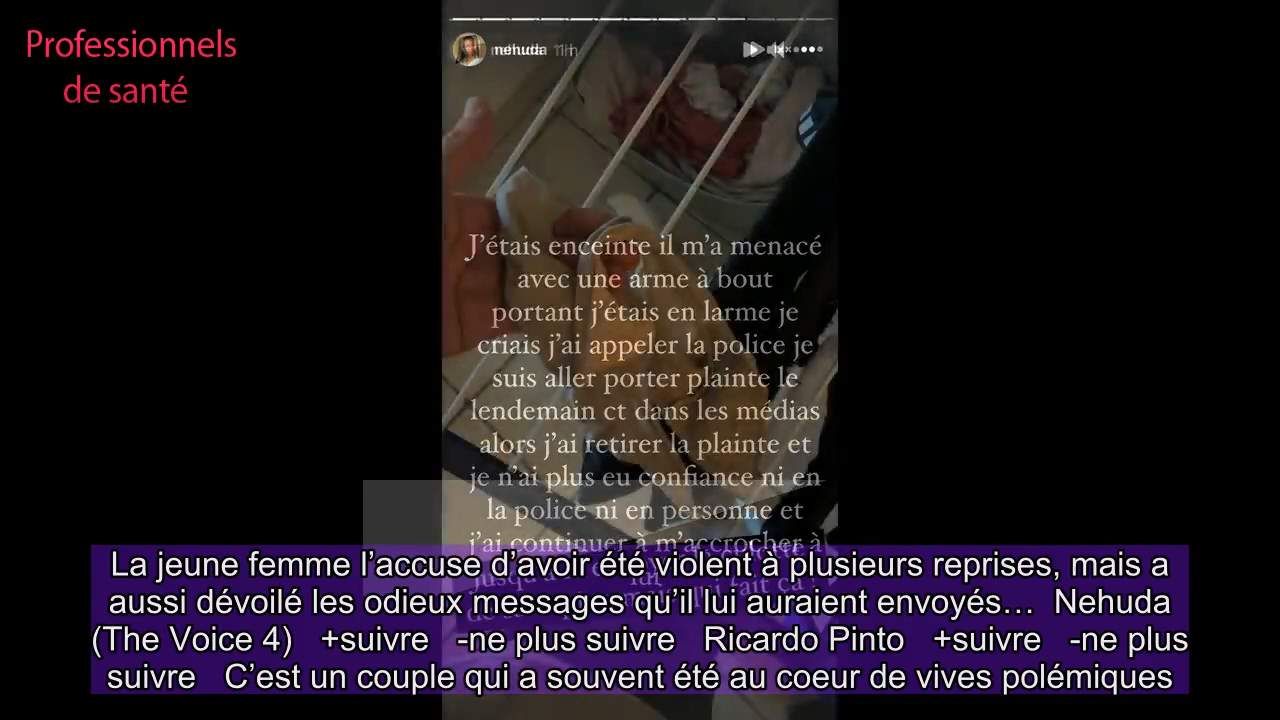 Professionnels
de santé
nehuda 11h
J'étais enceinte il m'a menacé
avec une arme à bout
portant j'étais en larme je
criais j'ai appeler la police je
suis aller porter plainte le
lendemain ct dans les médias
alors j'ai retirer la plainte et
je n'ai plus eu confiance ni en
la police ni en personne et
j'ai continuer à m'accrocher à
lui
La jeune femme l’accuse d’avoir été violent à plusieurs reprises, mais a
aussi dévoilé les odieux messages qu’il lui auraient envoyés… Nehuda
(The Voice 4) +suivre -ne plus suivre Ricardo Pinto +suivre -ne plus
suivre C’est un couple qui a souvent été au coeur de vives polémiques